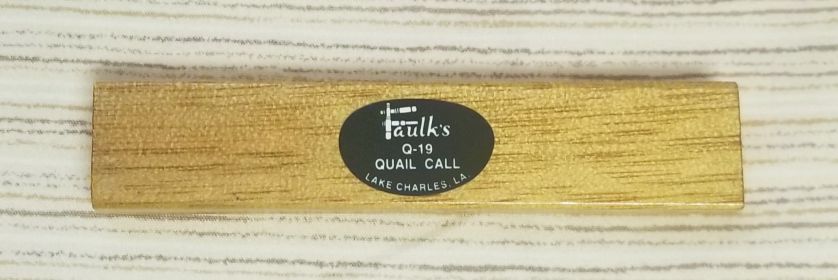 Faulk's
Q-19
QUAIL CALL
LAKE CHARLES, LA.